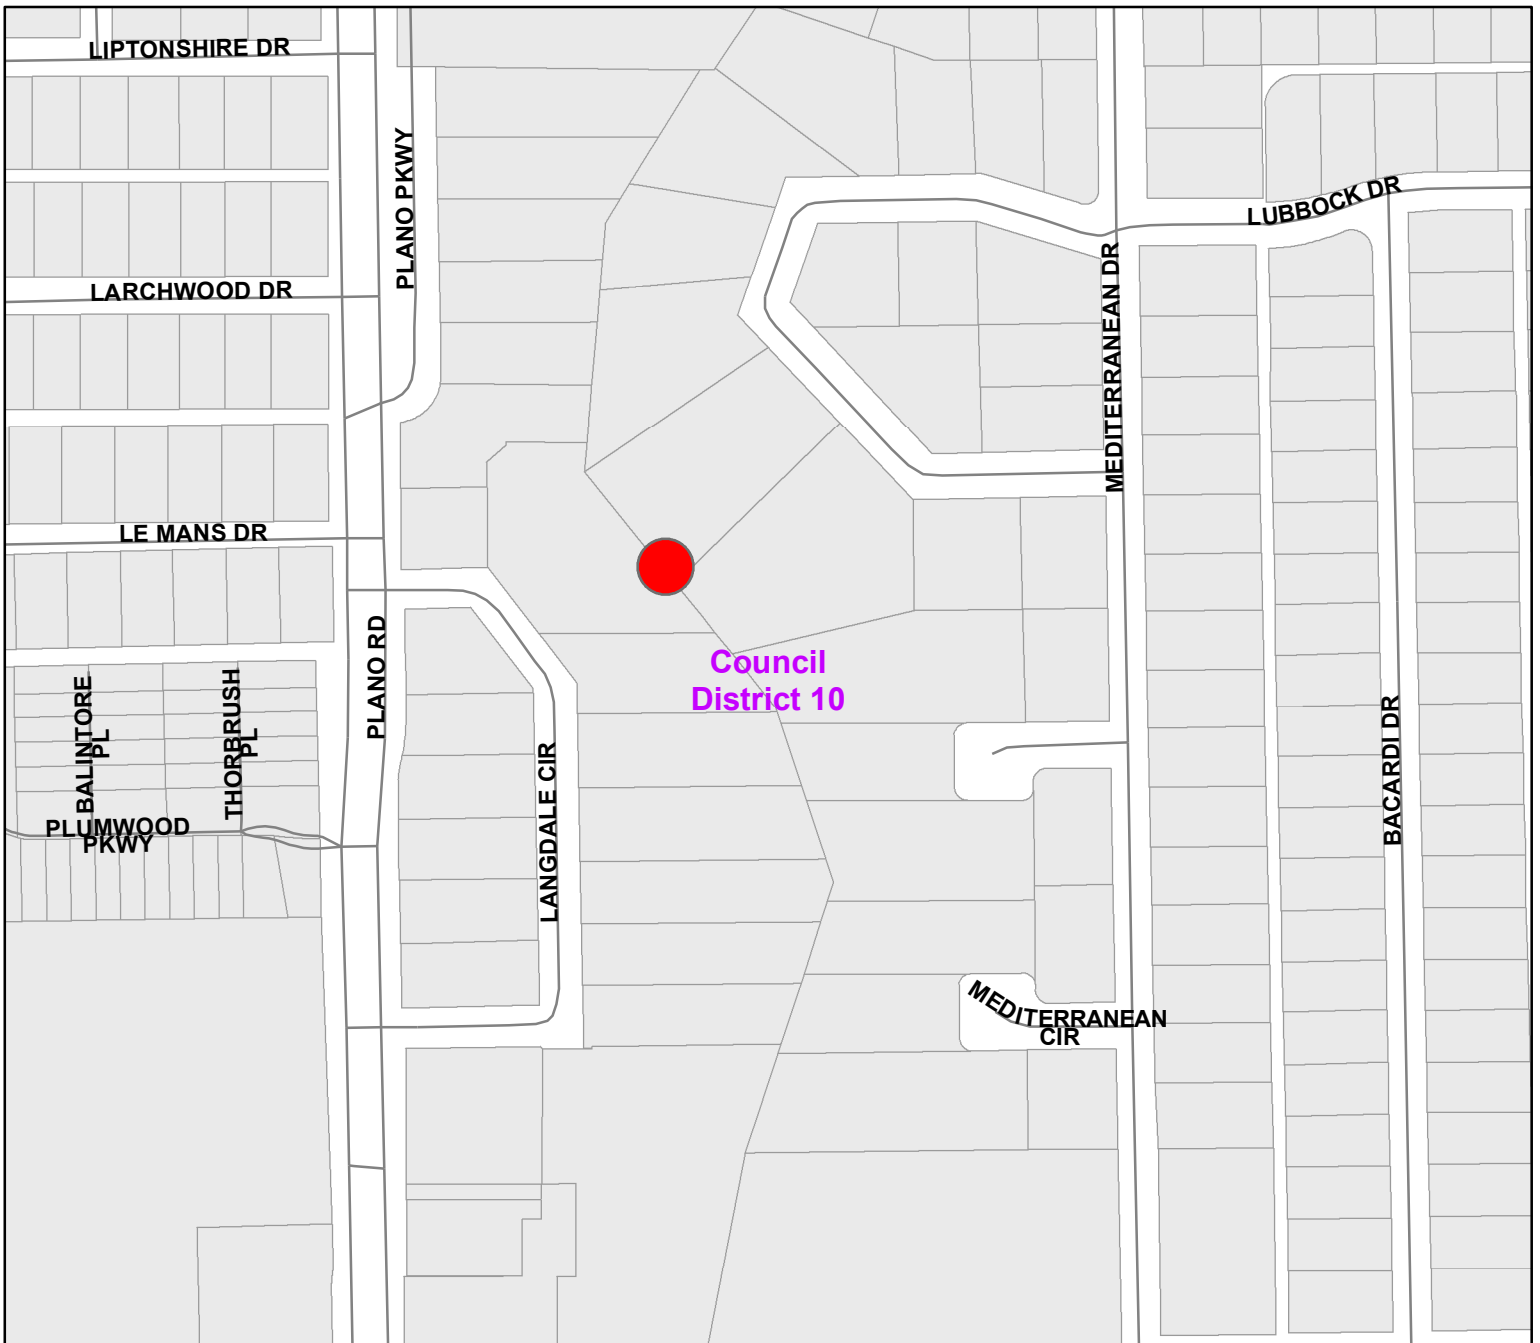 LIPTONSHIRE DR
PLANO PKWY
LUBBOCK DR
LARCHWOOD DR
MEDITERRANEAN DR
LE MANS DR
PLANO RD
Council
District 10
BALINTORE
PL
THORBRUSH
PL
LANGDALE CIR
BACARDI DR
PLUMWOOD
PKWY
MEDITERRANEAN
CIR